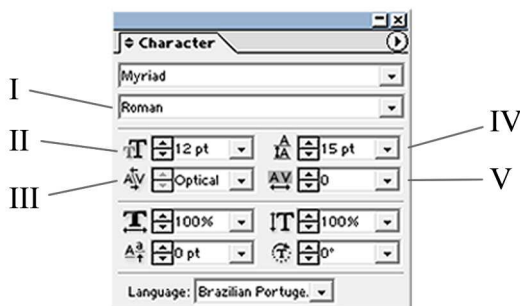 Character
Myriad
I
Roman
II
12 pt
15 pt
IV
III
Optical
0
V
100%
100%
0 pt
0°
Language: Brazilian Portuge.